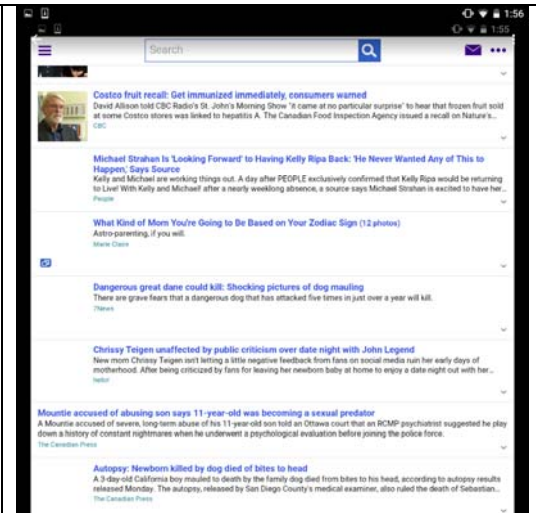 1:56
1:55
Search
Costco fruit recall: Get immunized immediately, consumers warned
David Allison told CBC Radio's St. John's Morning Show "it came at no particular surprise" to hear that frozen fruit sold
at some Costco stores was linked to hepatitis A. The Canadian Food Inspection Agency issued a recall on Nature's...
CBC
Michael Strahan Is 'Looking Forward' to Having Kelly Ripa Back: 'He Never Wanted Any of This to
Happen,' Says Source
Kelly and Michael are working things out. A day after PEOPLE exclusively confirmed that Kelly Ripa would be returning
to Live! With Kelly and Michael! after a nearly weeklong absence, a source says Michael Strahan is excited to have her...
People
What Kind of Mom You're Going to Be Based on Your Zodiac Sign (12 photos)
Astro-parenting, if you will.
Marie Claire
Dangerous great dane could kill: Shocking pictures of dog mauling
There are grave fears that a dangerous dog that has attacked five times in just over a year will kill.
7News
Chrissy Teigen unaffected by public criticism over date night with John Legend
New mom Chrissy Teigen isn't letting a little negative feedback from fans on social media ruin her early days of
motherhood. After being criticized by fans for leaving her newborn baby at home to enjoy a date night out with her...
hello!
Mountie accused of abusing son says 11-year-old was becoming a sexual predator
A Mountie accused of severe, long-term abuse of his 11-year-old son told an Ottawa court that an RCMP psychiatrist suggested he play
down a history of constant nightmares when he underwent a psychological evaluation before joining the police force.
The Canadian Press
Autopsy: Newborn killed by dog died of bites to head
A 3-day-old California boy mauled to death by the family dog died from bites to his head, according to autopsy results
released Monday. The autopsy, released by San Diego County's medical examiner, also ruled the death of Sebastian...
The Canadian Press